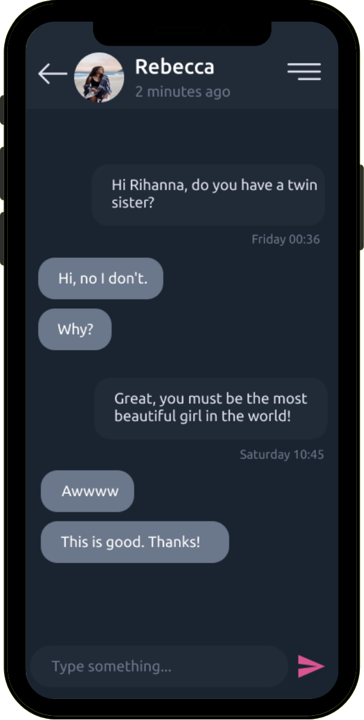 Rebecca
2 minutes ago
Hi Rihanna, do you have a twin
sister?
Friday 00:36
Hi, no I don't.
Why?
Great, you must be the most
beautiful girl in the world!
Saturday 10:45
Awwww
This is good. Thanks!
Type something...